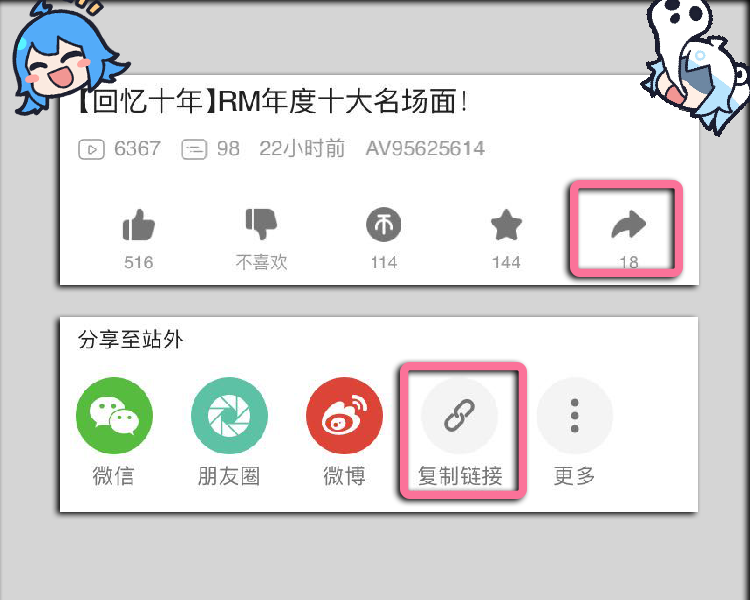 【回忆十年】RM年度十大名场面!
6367 98 22小时前 AV95625614
516 不喜欢 114 144 18
分享至站外
微信 朋友圈 微博 复制链接 更多